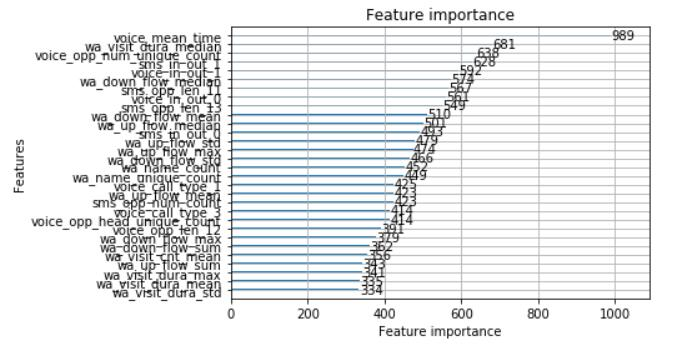 Feature importance
Features
voice_mean_time 989
wa_visit_dura_median 681
voice_opp_num_unique_count 638
sms_in_out_1 628
voice_in_out_1 592
wa_down_flow_median 574
sms_opp_len_11 567
voice_in_out_0 561
sms_opp_len_13 549
wa_down_flow_mean 510
wa_up_flow_median 501
sms_in_out_0 493
wa_up_flow_std 479
wa_up_flow_max 474
wa_down_flow_std 466
wa_name_count 452
wa_name_unique_count 449
voice_call_type_1 425
wa_up_flow_mean 423
sms_opp_num_count 423
voice_call_type_3 414
voice_opp_head_unique_count 414
voice_opp_len_12 391
wa_down_flow_max 379
wa_down_flow_sum 362
wa_visit_cnt_mean 356
wa_up_flow_sum 343
wa_visit_dura_max 341
wa_visit_dura_mean 335
wa_visit_dura_std 334
0 200 400 600 800 1000
Feature importance